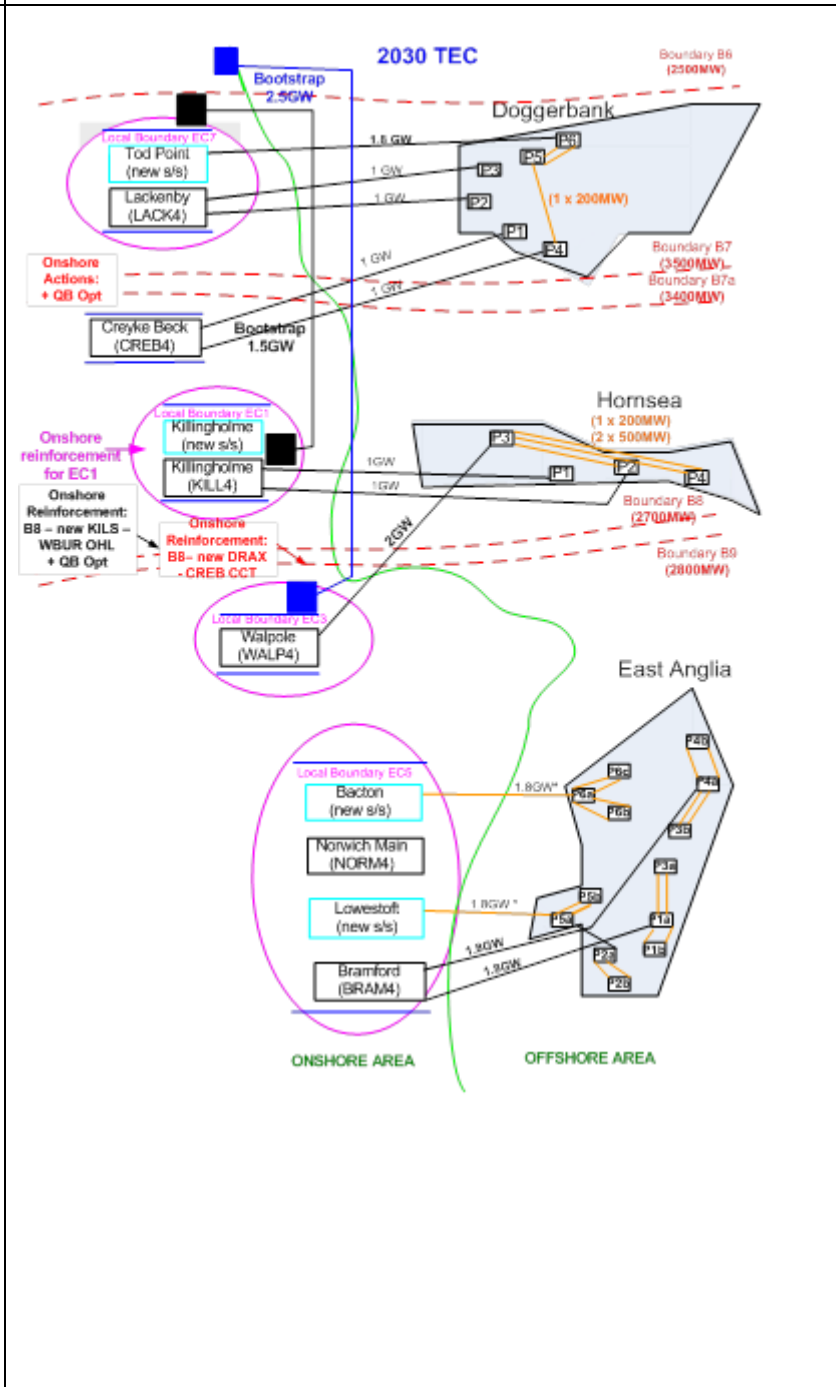 2030 TEC
Boundary B6
(2500MW)
Bootstrap
2.5GW
Doggerbank
Local Boundary EC7
Tod Point
(new s/s)
Lackenby
(LACK4)
1.8 GW
1 GW
1 GW
P6
P5
P3
P2
(1 x 200MW)
P1
P4
Onshore
Actions:
+ QB Opt
1 GW
1 GW
Boundary B7
(3500MW)
Boundary B7a
(3400MW)
Creyke Beck
(CREB4)
Bootstrap
1.5GW
Hornsea
(1 x 200MW)
(2 x 500MW)
Local Boundary EC1
Killingholme
(new s/s)
Killingholme
(KILL4)
Onshore
reinforcement
for EC1
1GW
1GW
P3
P1
P2
P4
Onshore
Reinforcement:
B8 – new KILS –
WBUR OHL
+ QB Opt
Onshore
Reinforcement:
B8– new DRAX
- CREB CCT
2GW
Boundary B8
(2700MW)
Boundary B9
(2800MW)
Local Boundary EC3
Walpole
(WALP4)
East Anglia
Local Boundary EC5
Bacton
(new s/s)
Norwich Main
(NORM4)
Lowestoft
(new s/s)
Bramford
(BRAM4)
1.8GW*
1.8GW *
1.8GW
1.8GW
P4b
P4a
P6c
P6a
P6b
P3b
P3a
P5b
P5a
P1a
P1b
P2a
P2b
ONSHORE AREA
OFFSHORE AREA